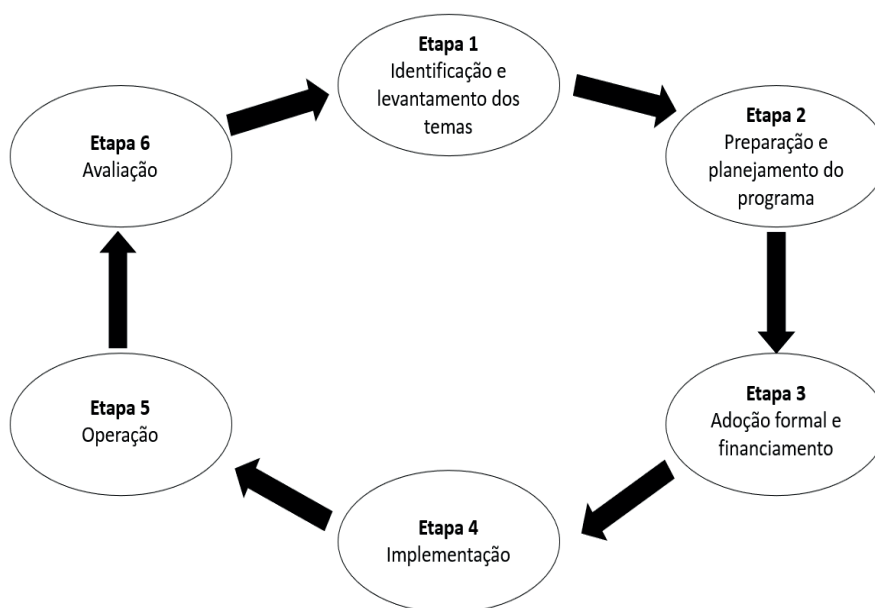 Etapa 1
Identificação e
levantamento dos
temas
Etapa 2
Preparação e
planejamento do
programa
Etapa 3
Adoção formal e
financiamento
Etapa 4
Implementação
Etapa 5
Operação
Etapa 6
Avaliação